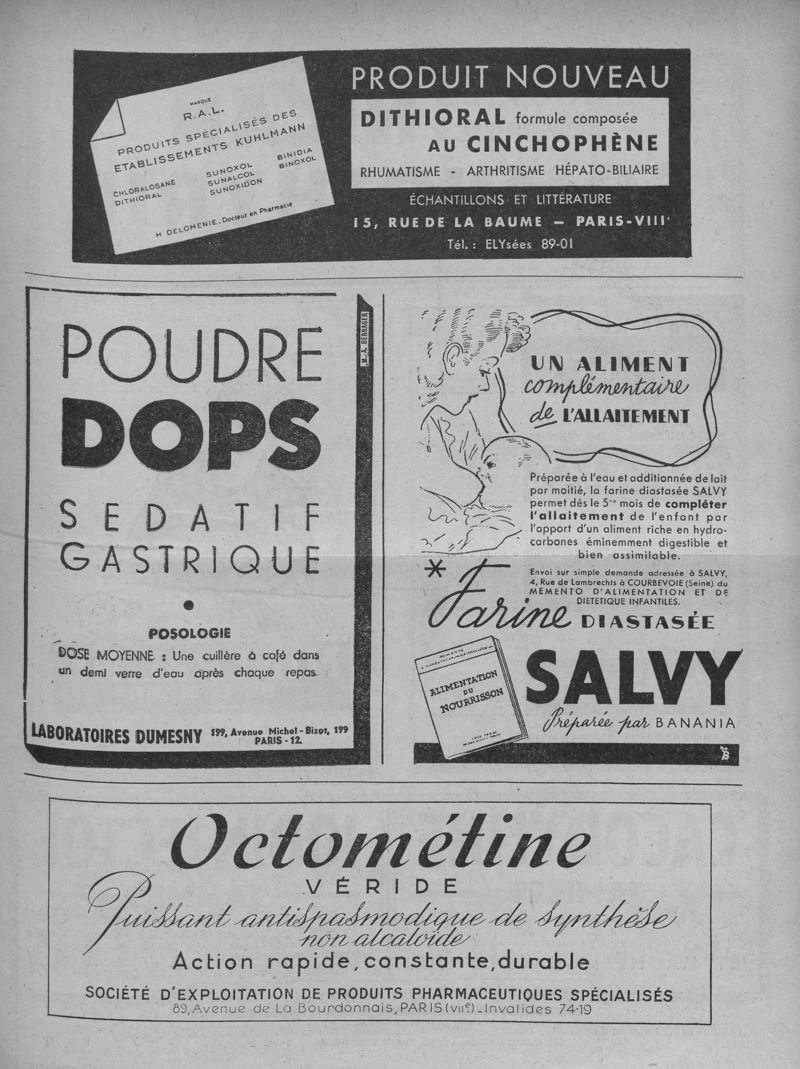 MARQUE
R.A.L.
PRODUITS SPÉCIALISÉS DES
ETABLISSEMENTS KUHLMANN
CHLORALOSANE SUNOXOL BINIDIA
DITHIORAL SUNALCOL BINOXOL
SUNOXIDON
H DELOMENIE_Docteur en Pharmacie
PRODUIT NOUVEAU
DITHIORAL formule composée
AU CINCHOPHÈNE
RHUMATISME - ARTHRITISME HÉPATO-BILIAIRE
ÉCHANTILLONS ET LITTÉRATURE
15, RUE DE LA BAUME — PARIS-VIII
Tél. : ELYsées 89-01
M.-A. BEGNAGER
POUDRE
DOPS
SEDATIF
GASTRIQUE
POSOLOGIE
DOSE MOYENNE : Une cuillère à café dans
un demi verre d'eau après chaque repas.
LABORATOIRES DUMESNY 199, Avenue Michel-Bizot, 199
PARIS - 12.
UN ALIMENT
complémentaire
de L'ALLAITEMENT
Préparée à l'eau et additionnée de lait
par moitié, la farine diastasée SALVY
permet dès le 5me mois de compléter
l'allaitement de l'enfant par
l'apport d'un aliment riche en hydro-
carbones éminemment digestible et
bien assimilable.
Envoi sur simple demande adressée à SALVY,
4, Rue de Lambrechts à COURBEVOIE (Seine) du
MEMENTO D'ALIMENTATION ET DE
DIETETIQUE INFANTILES.
* Farine DIASTASÉE
SALVY
Préparée par BANANIA
ALIMENTATION
DU
NOURRISSON
Octométine
VÉRIDE
Puissant antispasmodique de synthèse
non alcaloïde
Action rapide, constante, durable
SOCIÉTÉ D'EXPLOITATION DE PRODUITS PHARMACEUTIQUES SPÉCIALISÉS
89, Avenue de La Bourdonnais, PARIS (VIIe) _ Invalides 74-19